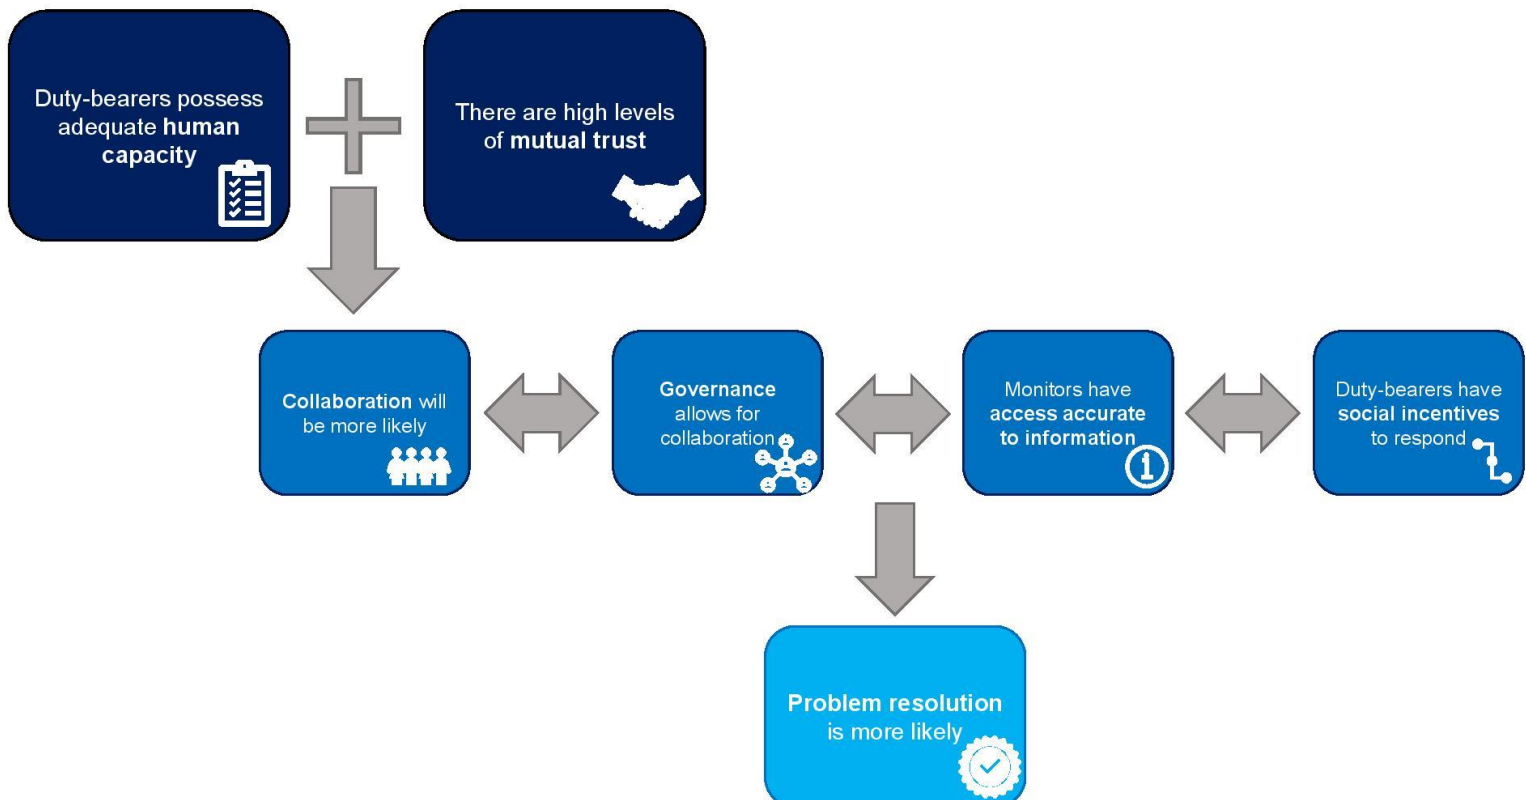 Duty-bearers possess
adequate human
capacity
There are high levels
of mutual trust
Collaboration will
be more likely
Governance
allows for
collaboration
Monitors have
access accurate
to information
Duty-bearers have
social incentives
to respond
Problem resolution
is more likely